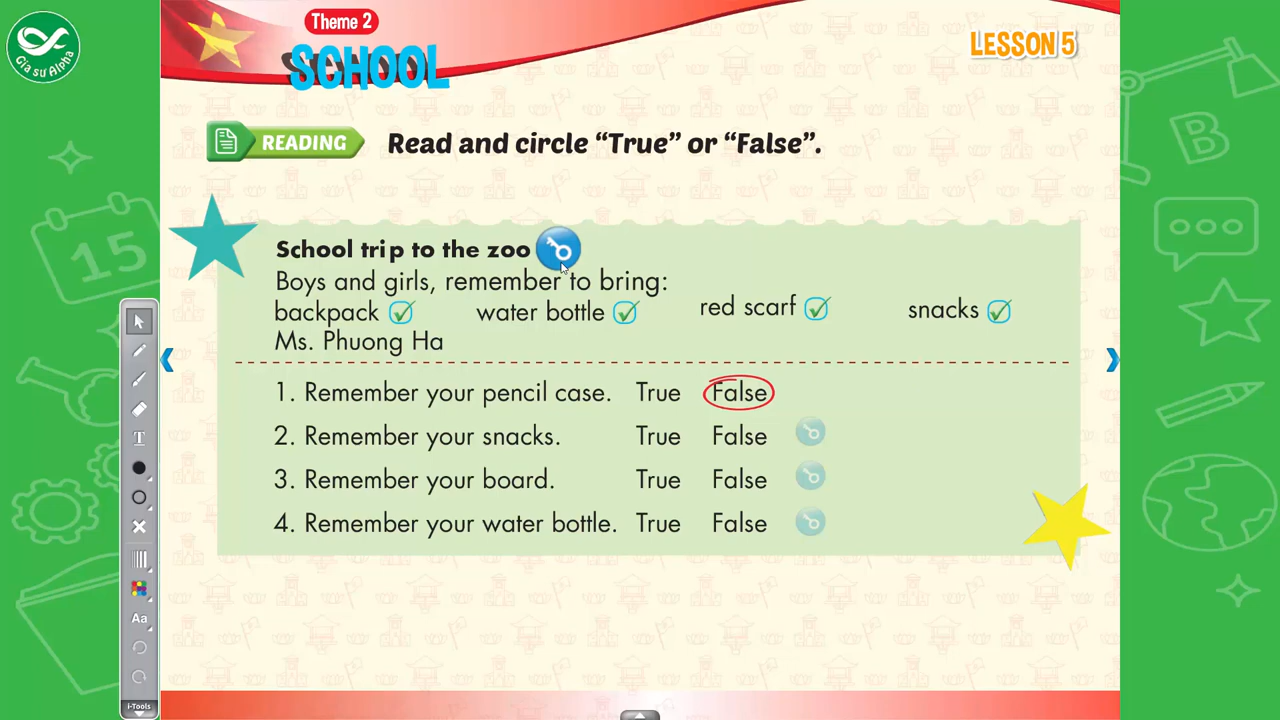 Gia sư Alpha
Theme 2
SCHOOL
LESSON 5
READING
Read and circle “True” or “False”.
School trip to the zoo
Boys and girls, remember to bring:
backpack water bottle red scarf snacks
Ms. Phuong Ha
1. Remember your pencil case. True False
2. Remember your snacks. True False
3. Remember your board. True False
4. Remember your water bottle. True False
15
B
T
Aa
i-Tools